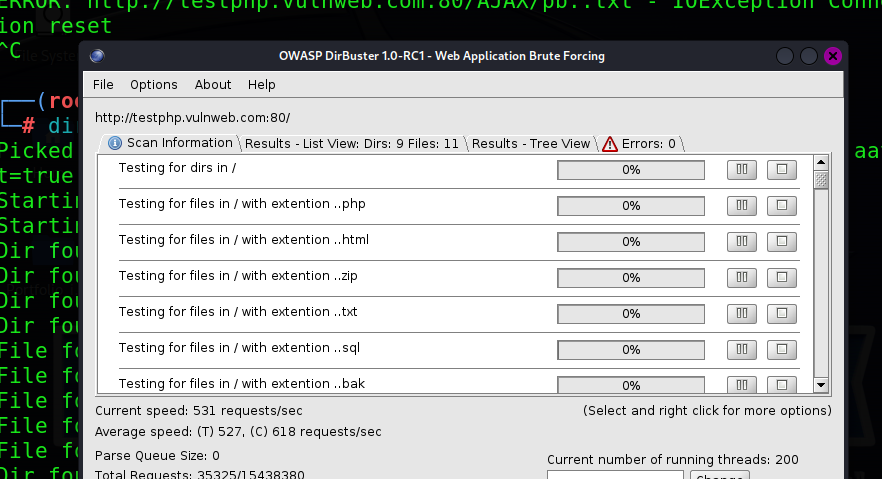 ERROR: http://testphp.vulnweb.com:80/AJAX/pb..txt - IOException Conne
ion reset
^C
OWASP DirBuster 1.0-RC1 - Web Application Brute Forcing
File Options About Help
http://testphp.vulnweb.com:80/
Scan Information Results - List View: Dirs: 9 Files: 11 Results - Tree View Errors: 0
(roo
# dir
Picked
aa
t=true
Startin
Startin
Dir fou
Dir fou
Dir fou
Dir fou
File fo
File fo
File fo
File fo
File fo
Dir fou
Testing for dirs in / 0%
Testing for files in / with extention ..php 0%
Testing for files in / with extention ..html 0%
Testing for files in / with extention ..zip 0%
Testing for files in / with extention ..txt 0%
Testing for files in / with extention ..sql 0%
Testing for files in / with extention ..bak 0%
Current speed: 531 requests/sec (Select and right click for more options)
Average speed: (T) 527, (C) 618 requests/sec
Parse Queue Size: 0 Current number of running threads: 200
Total Requests: 35325/15438380
Change